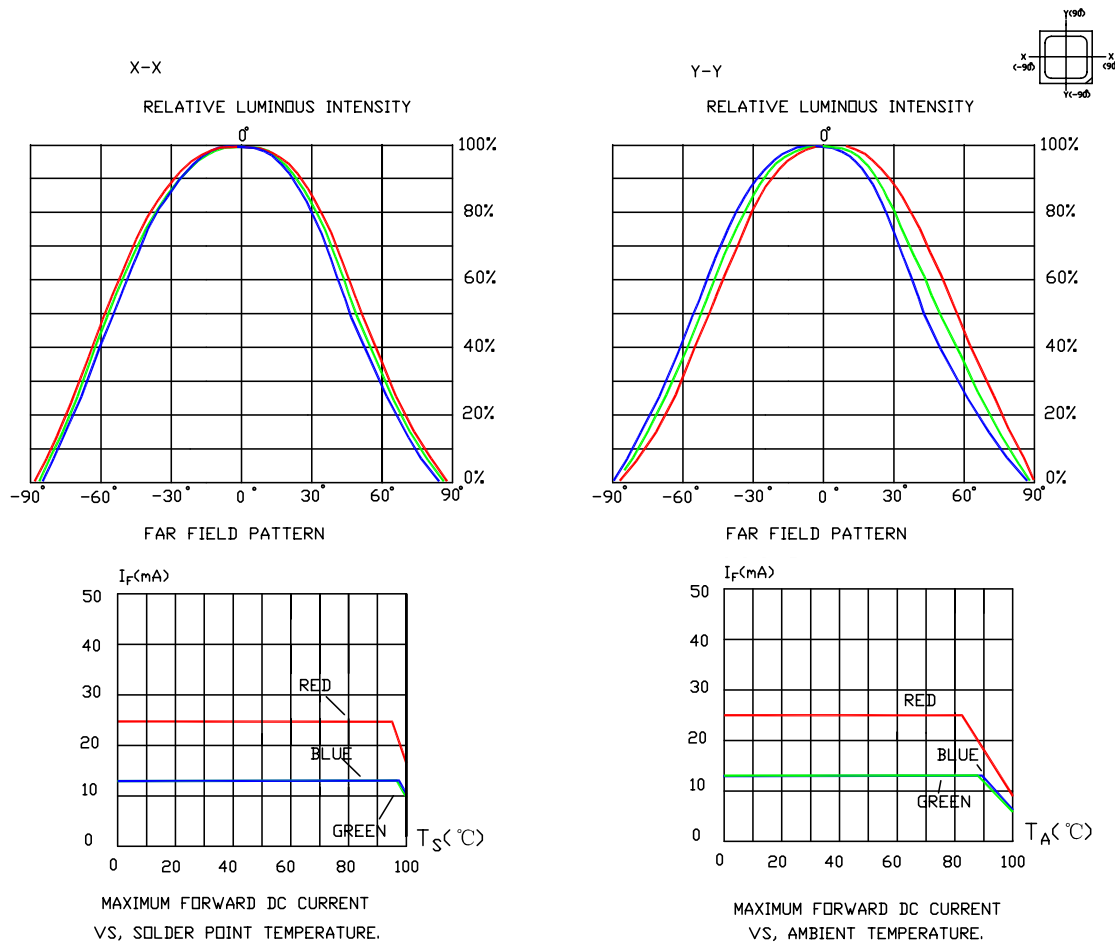 Y(90°)
X
(-90°)
X
(90
Y(-90°)
X-X
Y-Y
RELATIVE LUMINOUS INTENSITY
RELATIVE LUMINOUS INTENSITY
0°
100%
80%
60%
40%
20%
0%
-90° -60° -30° 0° 30° 60° 90°
FAR FIELD PATTERN
0°
100%
80%
60%
40%
20%
0%
-90° -60° -30° 0° 30° 60° 90°
FAR FIELD PATTERN
IF(mA)
50
40
30
20
10
0
RED
BLUE
GREEN
0 20 40 60 80 100
TS(℃)
MAXIMUM FORWARD DC CURRENT
VS, SOLDER POINT TEMPERATURE.
IF(mA)
50
40
30
20
10
0
RED
BLUE
GREEN
0 20 40 60 80 100
TA(℃)
MAXIMUM FORWARD DC CURRENT
VS, AMBIENT TEMPERATURE.